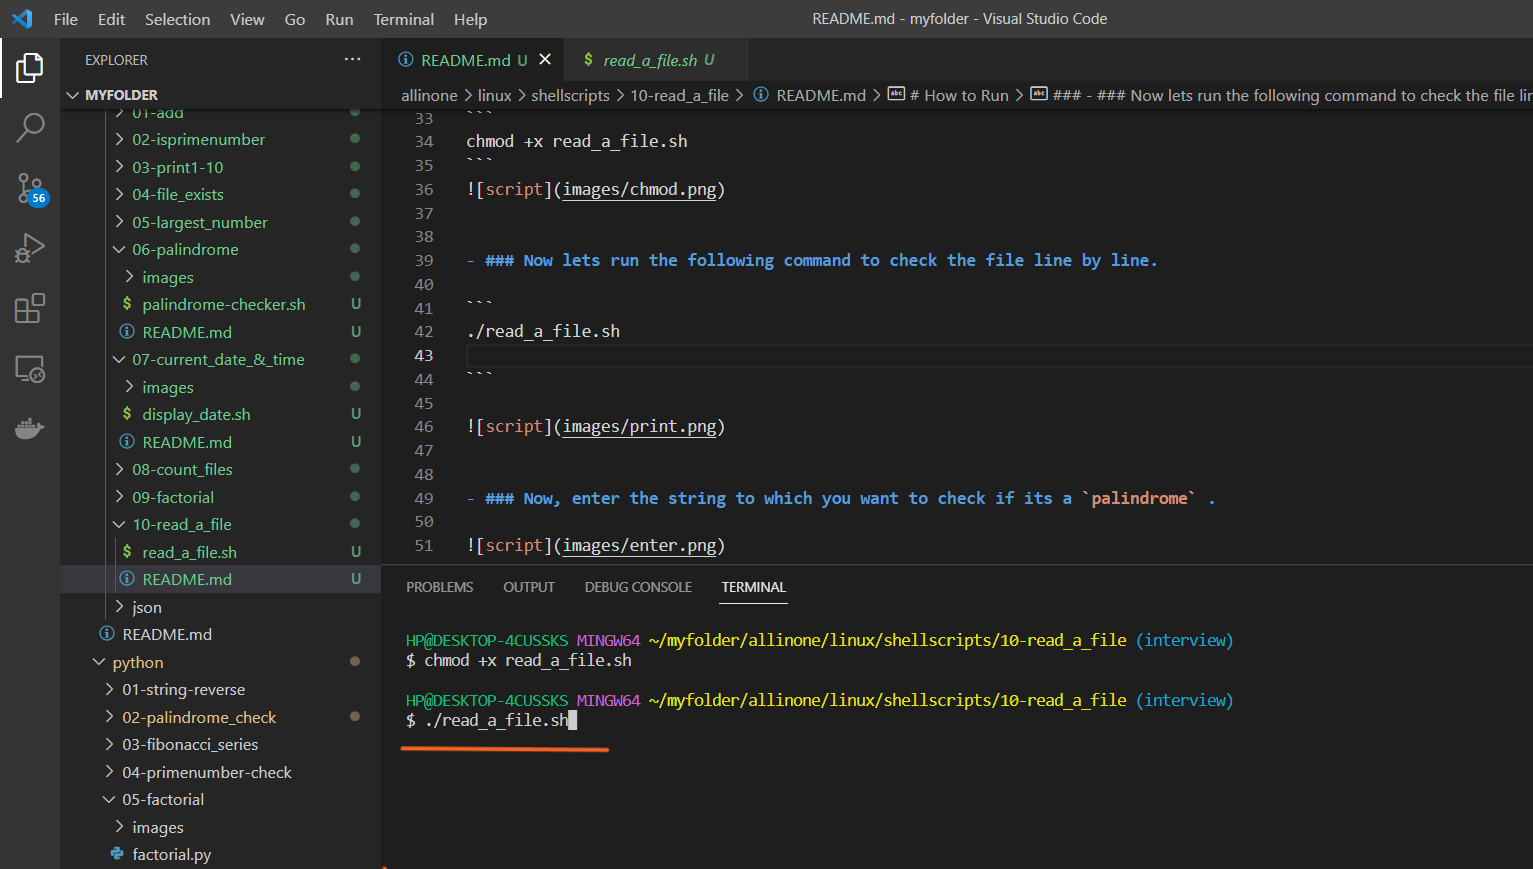 File Edit Selection View Go Run Terminal Help
README.md - myfolder - Visual Studio Code
EXPLORER ···
MYFOLDER
01-add
02-isprimenumber
03-print1-10
04-file_exists
05-largest_number
06-palindrome
images
$ palindrome-checker.sh U
README.md U
07-current_date_&_time
images
$ display_date.sh U
README.md U
08-count_files
09-factorial
10-read_a_file
$ read_a_file.sh U
README.md U
json
README.md
python
01-string-reverse
02-palindrome_check
03-fibonacci_series
04-primenumber-check
05-factorial
images
factorial.py
56
README.md U
$ read_a_file.sh U
allinone > linux > shellscripts > 10-read_a_file > README.md > # How to Run > ### - ### Now lets run the following command to check the file lin
33 ```
34 chmod +x read_a_file.sh
35 ```
36 ![script](images/chmod.png)
37
38
39 - ### Now lets run the following command to check the file line by line.
40
41 ```
42 ./read_a_file.sh
43
44 ```
45
46 ![script](images/print.png)
47
48
49 - ### Now, enter the string to which you want to check if its a `palindrome` .
50
51 ![script](images/enter.png)
PROBLEMS OUTPUT DEBUG CONSOLE TERMINAL
HP@DESKTOP-4CUSSKS MINGW64 ~/myfolder/allinone/linux/shellscripts/10-read_a_file (interview)
$ chmod +x read_a_file.sh
HP@DESKTOP-4CUSSKS MINGW64 ~/myfolder/allinone/linux/shellscripts/10-read_a_file (interview)
$ ./read_a_file.sh